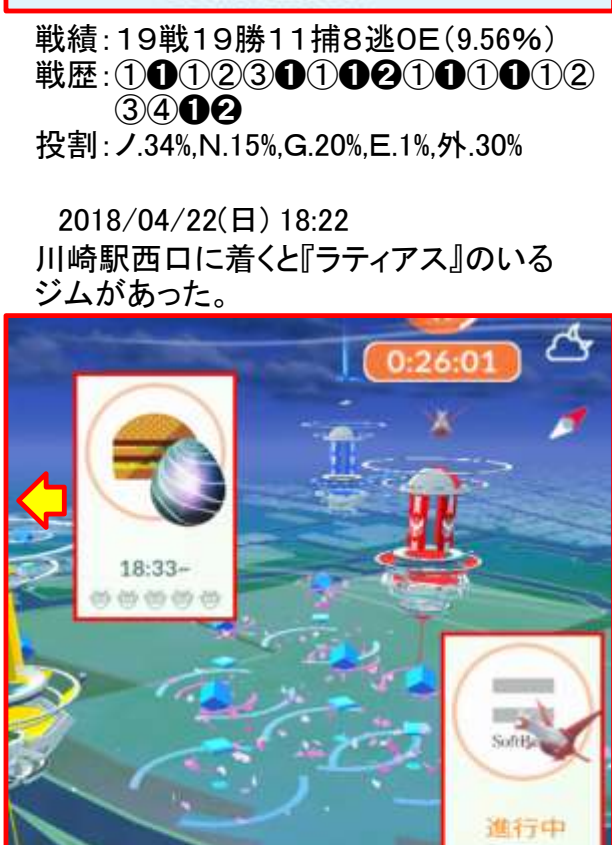 戦績:19戦19勝11捕8逃0E(9.56%)
戦歴:①❶①②③❶①❶❷①❶①❶①②
③④❶❷
投割:ノ.34%,N.15%,G.20%,E.1%,外.30%
2018/04/22(日) 18:22
川崎駅西口に着くと『ラティアス』のいる
ジムがあった。
0:26:01
18:33~
進行中